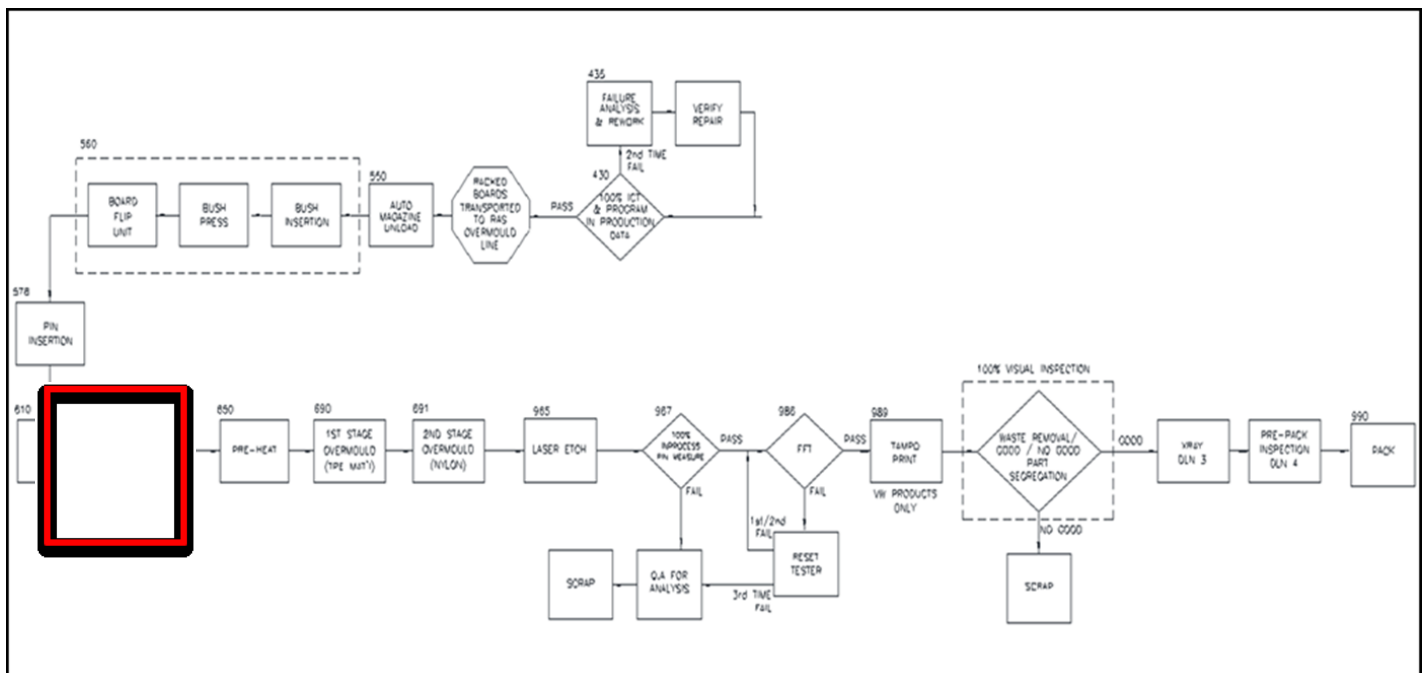 435
FAILURE
ANALYSIS
& REWORK
VERIFY
REPAIR
2nd TIME
FAIL
560
BOARD
FLIP
UNIT
BUSH
PRESS
BUSH
INSERTION
550
AUTO
MAGAZINE
UNLOAD
RACKED
BOARDS
TRANSPORTED
TO RAS
OVERMOULD
LINE
PASS
430
100% ICT
& PROGRAM
IN PRODUCTION
DATA
578
PIN
INSERTION
610
650
PRE-HEAT
690
1ST STAGE
OVERMOULD
(TPE MAT'l)
691
2ND STAGE
OVERMOULD
(NYLON)
965
LASER ETCH
967
100%
INPROCESS
PIN MEASURE
PASS
FAIL
986
FFT
PASS
FAIL
989
TAMPO
PRINT
VW PRODUCTS
ONLY
100% VISUAL INSPECTION
WASTE REMOVAL/
GOOD / NO GOOD
PART
SEGREGATION
GOOD
NO GOOD
XRAY
DLN 3
PRE-PACK
INSPECTION
DLN 4
990
PACK
1st/2nd
FAIL
RESET
TESTER
3rd TIME
FAIL
Q.A FOR
ANALYSIS
SCRAP
SCRAP